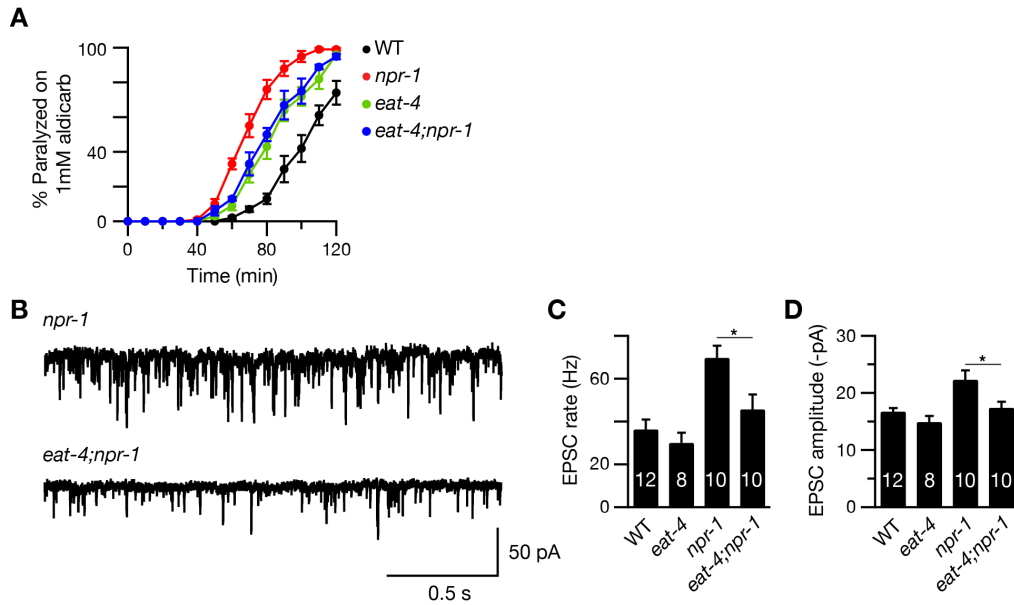 A
% Paralyzed on
1mM aldicarb
100
40
0
0
40
80
120
Time (min)
WT
npr-1
eat-4
eat-4;npr-1
B
npr-1
eat-4;npr-1
50 pA
0.5 s
C
EPSC rate (Hz)
60
20
0
12
8
10
10
WT
eat-4
npr-1
eat-4;npr-1
*
D
EPSC amplitude (-pA)
30
20
10
0
12
8
10
10
WT
eat-4
npr-1
eat-4;npr-1
*